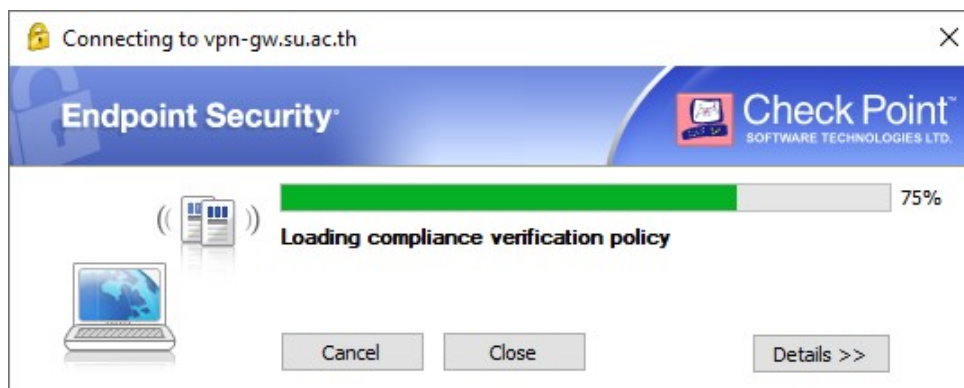 Connecting to vpn-gw.su.ac.th
Endpoint Security
Check Point™
SOFTWARE TECHNOLOGIES LTD.
75%
Loading compliance verification policy
Cancel
Close
Details >>